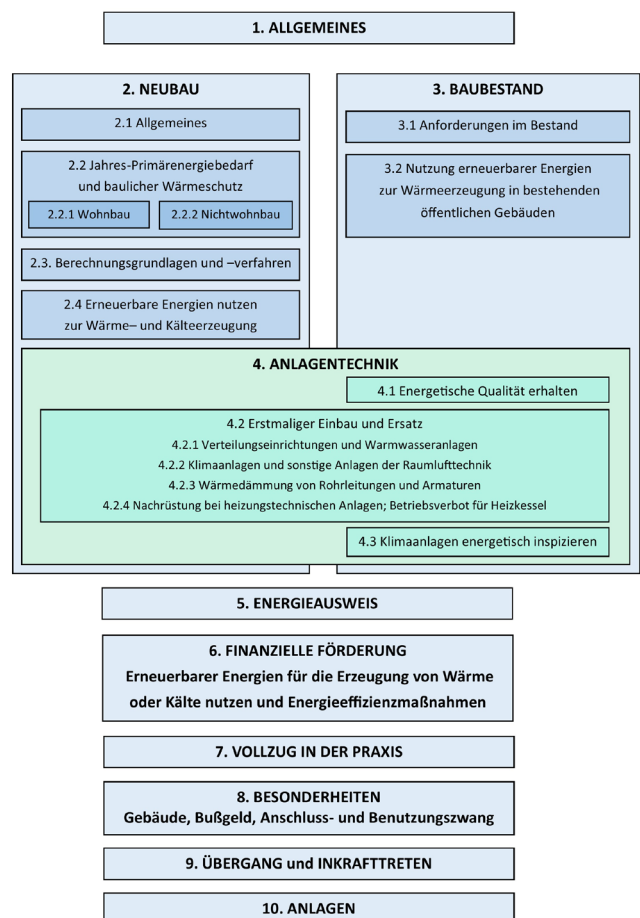 1. ALLGEMEINES
2. NEUBAU
2.1 Allgemeines
2.2 Jahres-Primärenergiebedarf
und baulicher Wärmeschutz
2.2.1 Wohnbau
2.2.2 Nichtwohnbau
2.3. Berechnungsgrundlagen und –verfahren
2.4 Erneuerbare Energien nutzen
zur Wärme– und Kälteerzeugung
3. BAUBESTAND
3.1 Anforderungen im Bestand
3.2 Nutzung erneuerbarer Energien
zur Wärmeerzeugung in bestehenden
öffentlichen Gebäuden
4. ANLAGENTECHNIK
4.1 Energetische Qualität erhalten
4.2 Erstmaliger Einbau und Ersatz
4.2.1 Verteilungseinrichtungen und Warmwasseranlagen
4.2.2 Klimaanlagen und sonstige Anlagen der Raumlufttechnik
4.2.3 Wärmedämmung von Rohrleitungen und Armaturen
4.2.4 Nachrüstung bei heizungstechnischen Anlagen; Betriebsverbot für Heizkessel
4.3 Klimaanlagen energetisch inspizieren
5. ENERGIEAUSWEIS
6. FINANZIELLE FÖRDERUNG
Erneuerbarer Energien für die Erzeugung von Wärme
oder Kälte nutzen und Energieeffizienzmaßnahmen
7. VOLLZUG IN DER PRAXIS
8. BESONDERHEITEN
Gebäude, Bußgeld, Anschluss- und Benutzungszwang
9. ÜBERGANG und INKRAFTTRETEN
10. ANLAGEN